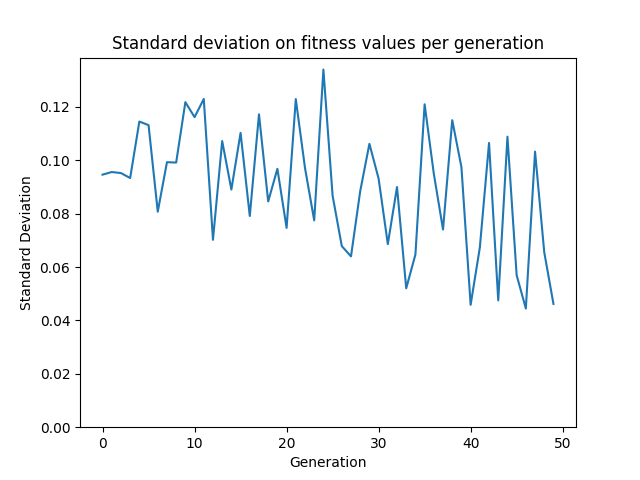 Standard deviation on fitness values per generation
0.12
0.10
0.08
0.06
0.04
0.02
0.00
Standard Deviation
0 10 20 30 40 50
Generation